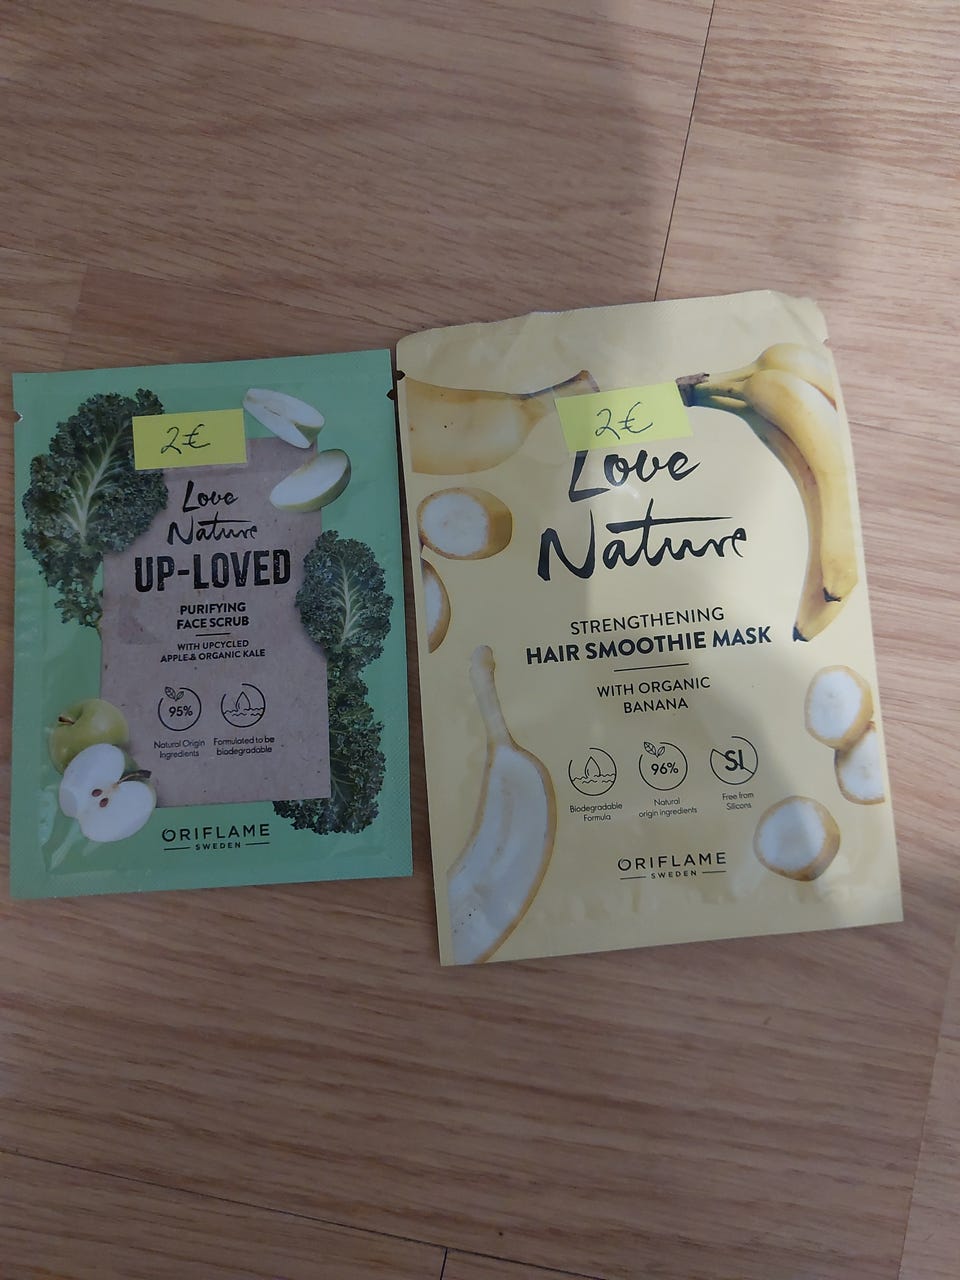 2€
Love
Nature
UP-LOVED
PURIFYING
FACE SCRUB
WITH UPCYCLED
APPLE & ORGANIC KALE
95%
Natural Origin
Ingredients
Formulated to be
biodegradable
ORIFLAME
SWEDEN
2€
Love
Nature
STRENGTHENING
HAIR SMOOTHIE MASK
WITH ORGANIC
BANANA
Biodegradable
Formula
96%
Natural
origin ingredients
SI
Free from
Silicons
ORIFLAME
SWEDEN